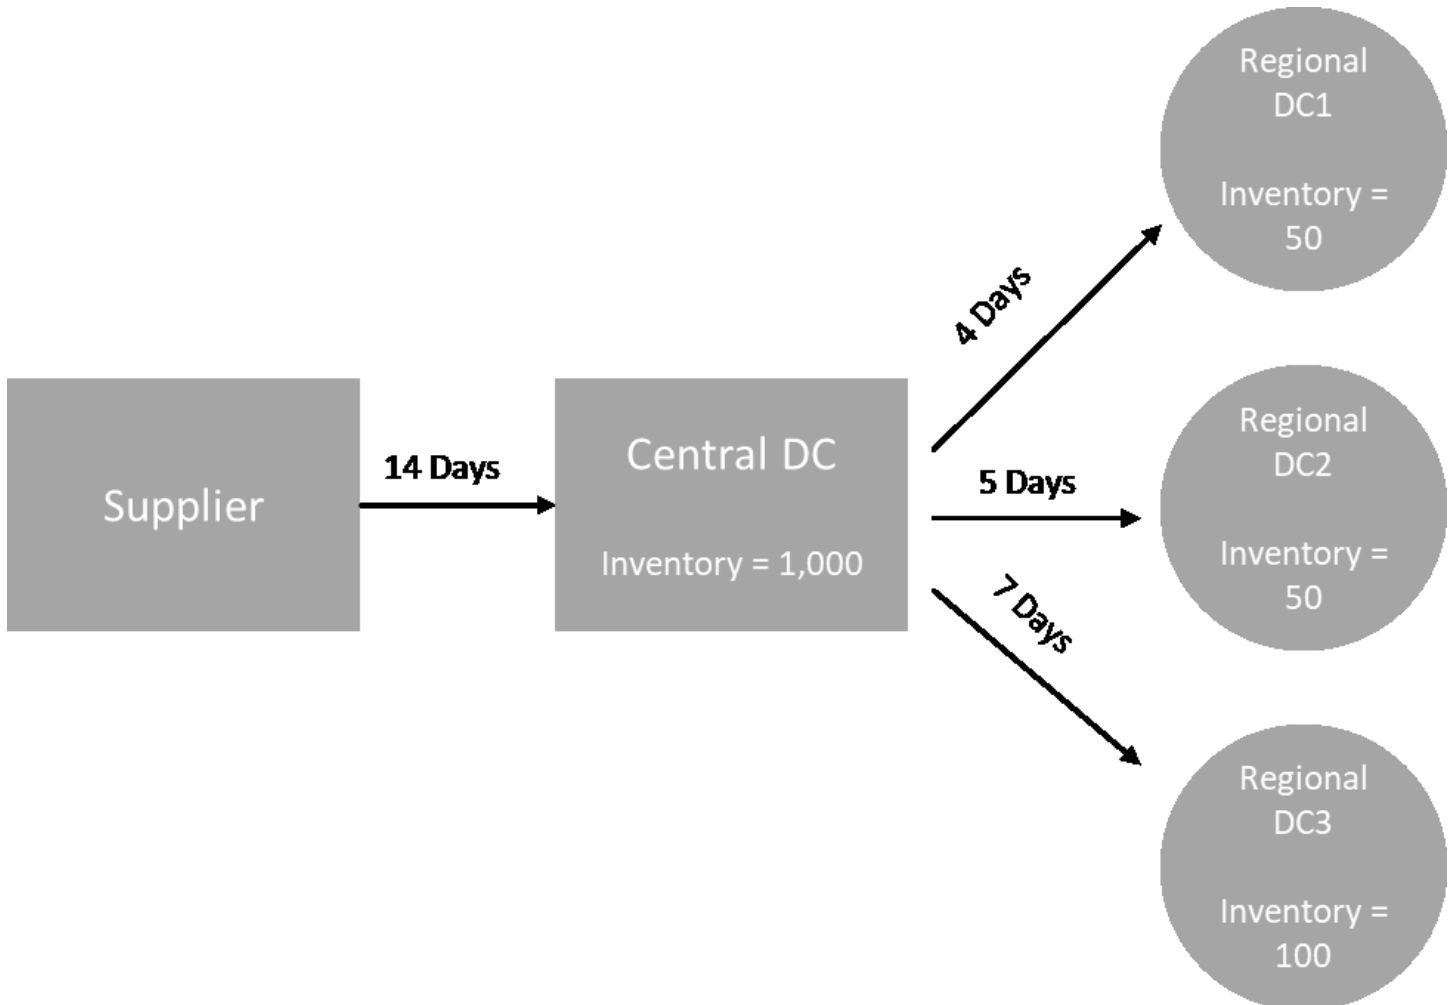 Supplier
14 Days
Central DC
Inventory = 1,000
4 Days
5 Days
7 Days
Regional
DC1
Inventory =
50
Regional
DC2
Inventory =
50
Regional
DC3
Inventory =
100